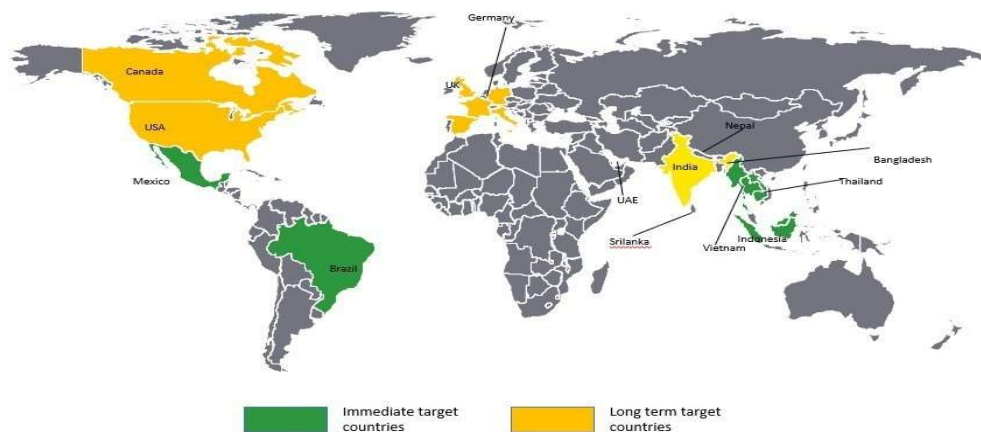 Germany
Canada
UK
USA
Nepal
Bangladesh
India
Mexico
Thailand
UAE
Srilanka
Indonesia
Vietnam
Brazil
Immediate target
countries
Long term target
countries